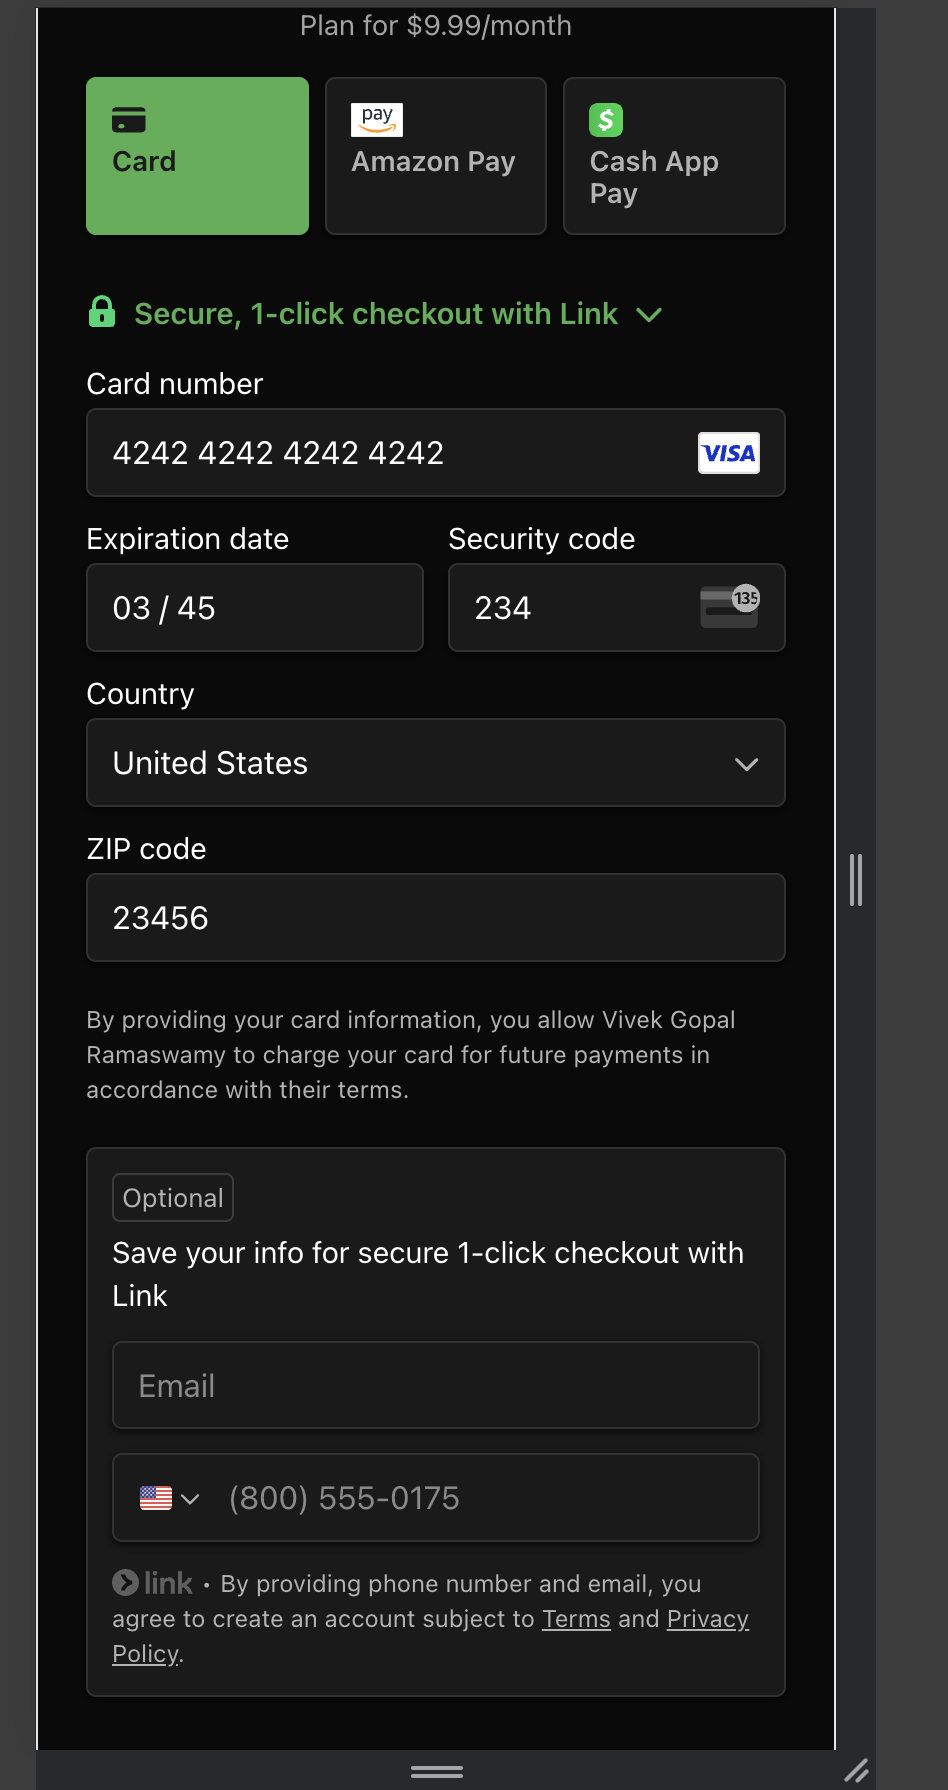 Plan for $9.99/month
Card
pay
Amazon Pay
$
Cash App
Pay
Secure, 1-click checkout with Link
Card number
4242 4242 4242 4242
VISA
Expiration date
Security code
03 / 45
234
135
Country
United States
ZIP code
23456
By providing your card information, you allow Vivek Gopal
Ramaswamy to charge your card for future payments in
accordance with their terms.
Optional
Save your info for secure 1-click checkout with
Link
Email
(800) 555-0175
link • By providing phone number and email, you
agree to create an account subject to Terms and Privacy
Policy.